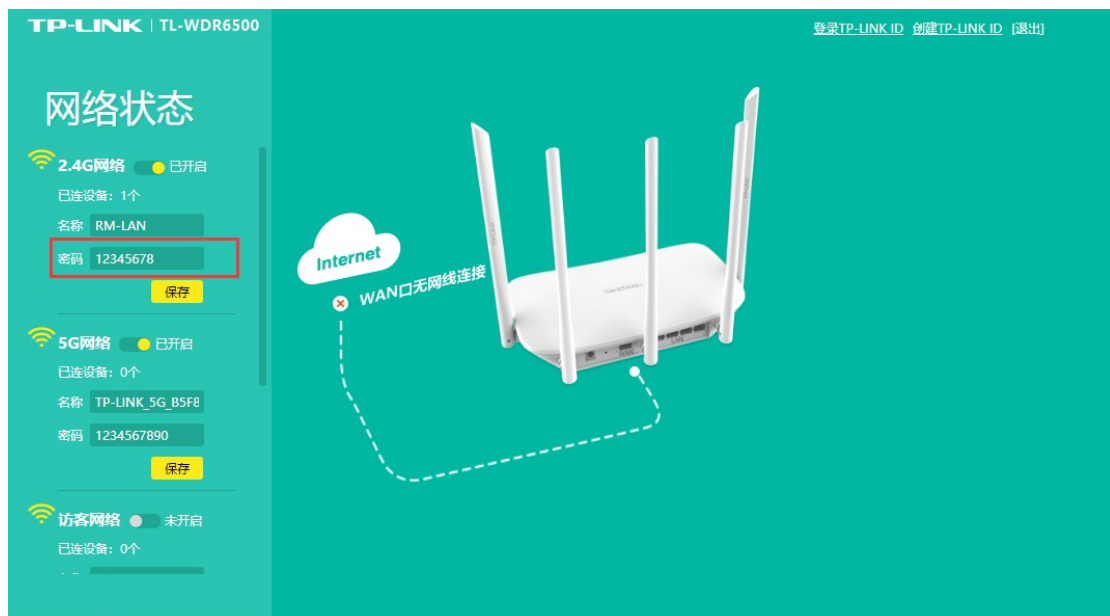 TP-LINK | TL-WDR6500
登录TP-LINK ID 创建TP-LINK ID [退出]
网络状态
2.4G网络 已开启
已连设备：1个
名称 RM-LAN
密码 12345678
保存
5G网络 已开启
已连设备：0个
名称 TP-LINK_5G_B5F8
密码 1234567890
保存
访客网络 未开启
已连设备：0个
Internet
WAN口无网线连接
WAN
LAN